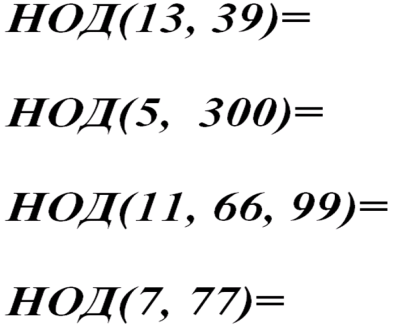 НОД(13, 39)=
НОД(5, 300)=
НОД(11, 66, 99)=
НОД(7, 77)=